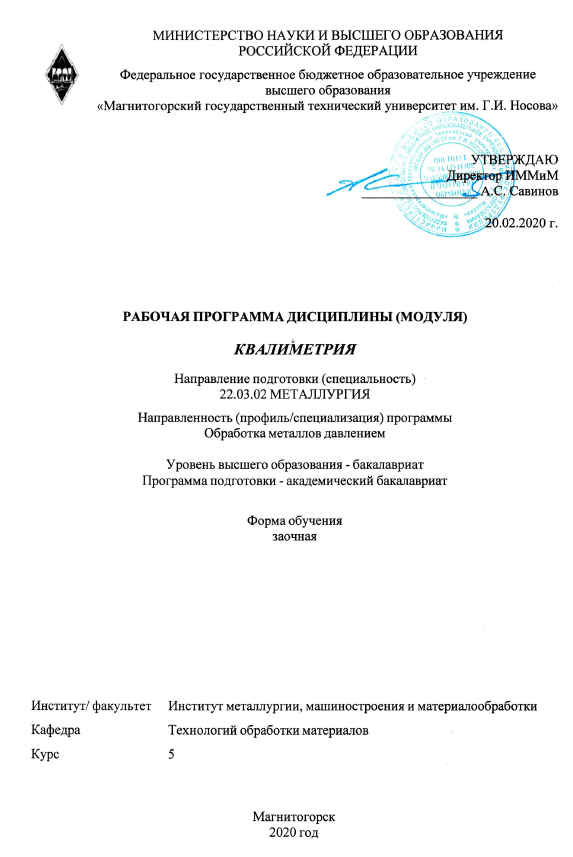 МИНИСТЕРСТВО НАУКИ И ВЫСШЕГО ОБРАЗОВАНИЯ
РОССИЙСКОЙ ФЕДЕРАЦИИ
Федеральное государственное бюджетное образовательное учреждение
высшего образования
«Магнитогорский государственный технический университет им. Г.И. Носова»
УТВЕРЖДАЮ
Директор ИММиМ
А.С. Савинов
20.02.2020 г.
РАБОЧАЯ ПРОГРАММА ДИСЦИПЛИНЫ (МОДУЛЯ)
КВАЛИМЕТРИЯ
Направление подготовки (специальность)
22.03.02 МЕТАЛЛУРГИЯ
Направленность (профиль/специализация) программы
Обработка металлов давлением
Уровень высшего образования - бакалавриат
Программа подготовки - академический бакалавриат
Форма обучения
заочная
Институт/ факультет Институт металлургии, машиностроения и материалообработки
Кафедра Технологий обработки материалов
Курс 5
Магнитогорск
2020 год